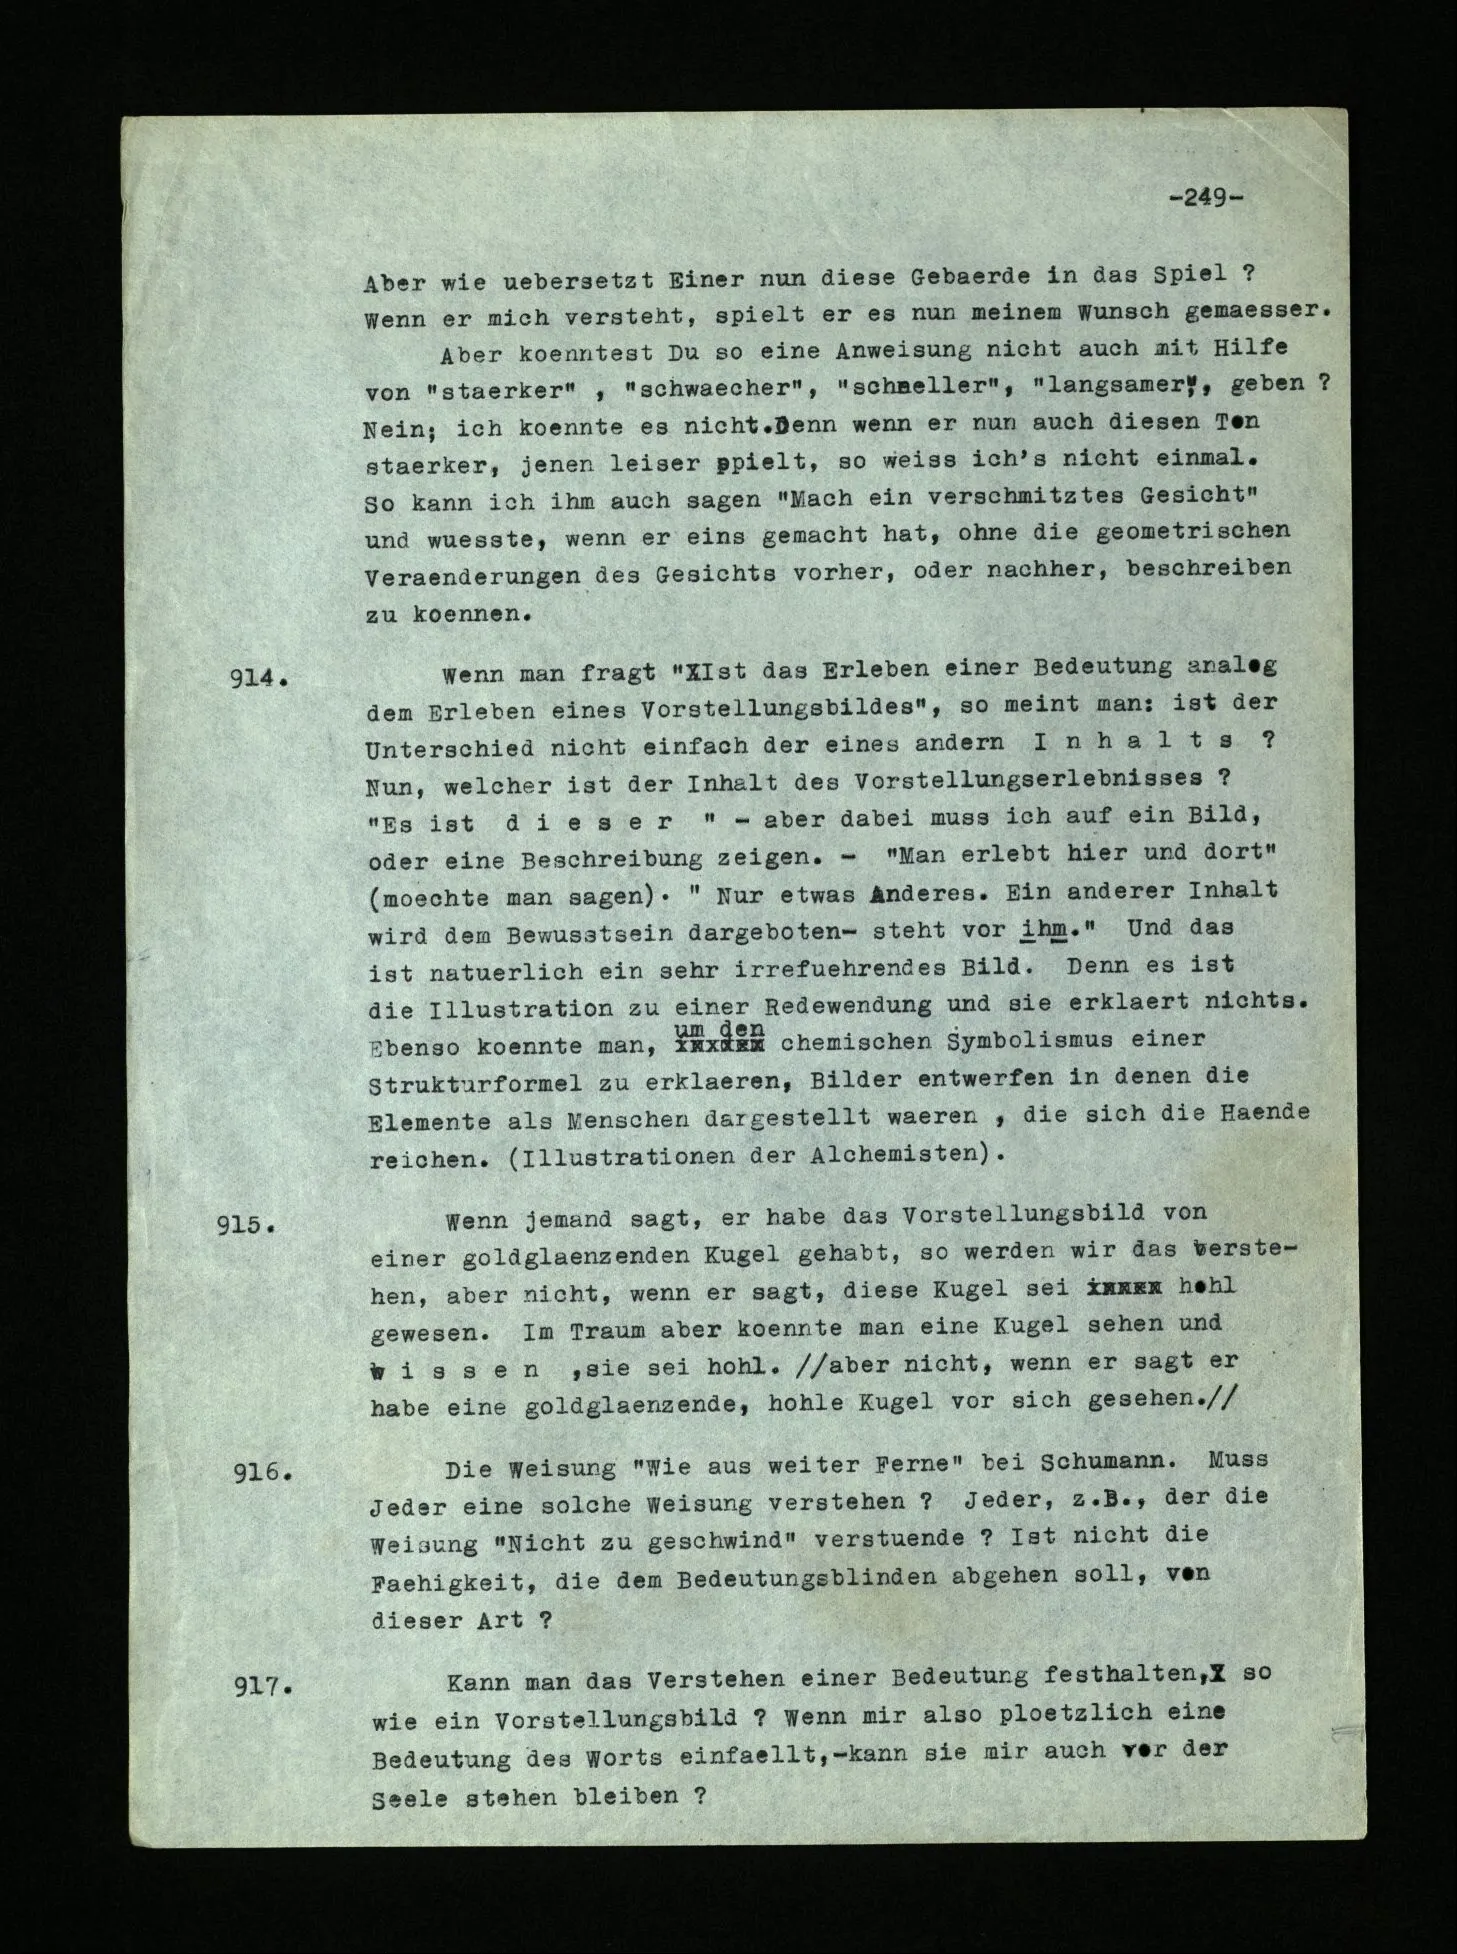 -249-
Aber wie uebersetzt Einer nun diese Gebaerde in das Spiel ?
Wenn er mich versteht, spielt er es nun meinem Wunsch gemaesser.
Aber koenntest Du so eine Anweisung nicht auch mit Hilfe
von "staerker" , "schwaecher", "schneller", "langsamer", geben ?
Nein; ich koennte es nicht.Denn wenn er nun auch diesen Ton
staerker, jenen leiser spielt, so weiss ich's nicht einmal.
So kann ich ihm auch sagen "Mach ein verschmitztes Gesicht"
und wuesste, wenn er eins gemacht hat, ohne die geometrischen
Veraenderungen des Gesichts vorher, oder nachher, beschreiben
zu koennen.
914. Wenn man fragt "XIst das Erleben einer Bedeutung analog
dem Erleben eines Vorstellungsbildes", so meint man: ist der
Unterschied nicht einfach der eines andern I n h a l t s ?
Nun, welcher ist der Inhalt des Vorstellungserlebnisses ?
"Es ist d i e s e r " - aber dabei muss ich auf ein Bild,
oder eine Beschreibung zeigen. - "Man erlebt hier und dort"
(moechte man sagen). " Nur etwas Anderes. Ein anderer Inhalt
wird dem Bewusstsein dargeboten- steht vor ihm." Und das
ist natuerlich ein sehr irrefuehrendes Bild. Denn es ist
die Illustration zu einer Redewendung und sie erklaert nichts.
um den
Ebenso koennte man, xxxxxx chemischen Symbolismus einer
Strukturformel zu erklaeren, Bilder entwerfen in denen die
Elemente als Menschen dargestellt waeren , die sich die Haende
reichen. (Illustrationen der Alchemisten).
915. Wenn jemand sagt, er habe das Vorstellungsbild von
einer goldglaenzenden Kugel gehabt, so werden wir das verste-
hen, aber nicht, wenn er sagt, diese Kugel sei xxxxx hohl
gewesen. Im Traum aber koennte man eine Kugel sehen und
w i s s e n ,sie sei hohl. //aber nicht, wenn er sagt er
habe eine goldglaenzende, hohle Kugel vor sich gesehen.//
916. Die Weisung "Wie aus weiter Ferne" bei Schumann. Muss
Jeder eine solche Weisung verstehen ? Jeder, z.B., der die
Weisung "Nicht zu geschwind" verstuende ? Ist nicht die
Faehigkeit, die dem Bedeutungsblinden abgehen soll, von
dieser Art ?
917. Kann man das Verstehen einer Bedeutung festhalten,X so
wie ein Vorstellungsbild ? Wenn mir also ploetzlich eine
Bedeutung des Worts einfaellt,-kann sie mir auch vor der
Seele stehen bleiben ?